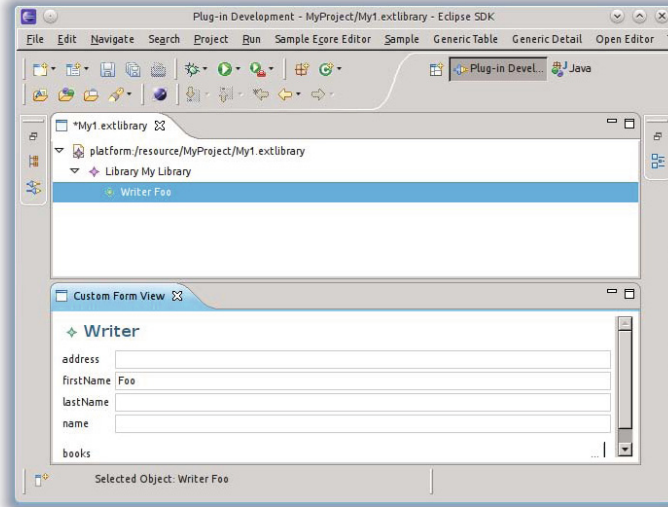 Plug-in Development - MyProject/My1.extlibrary - Eclipse SDK
File Edit Navigate Search Project Run Sample Ecore Editor Sample Generic Table Generic Detail Open Editor
Plug-in Devel... Java
*My1.extlibrary
platform:/resource/MyProject/My1.extlibrary
Library My Library
Writer Foo
Custom Form View
Writer
address
firstName Foo
lastName
name
books ...
Selected Object: Writer Foo